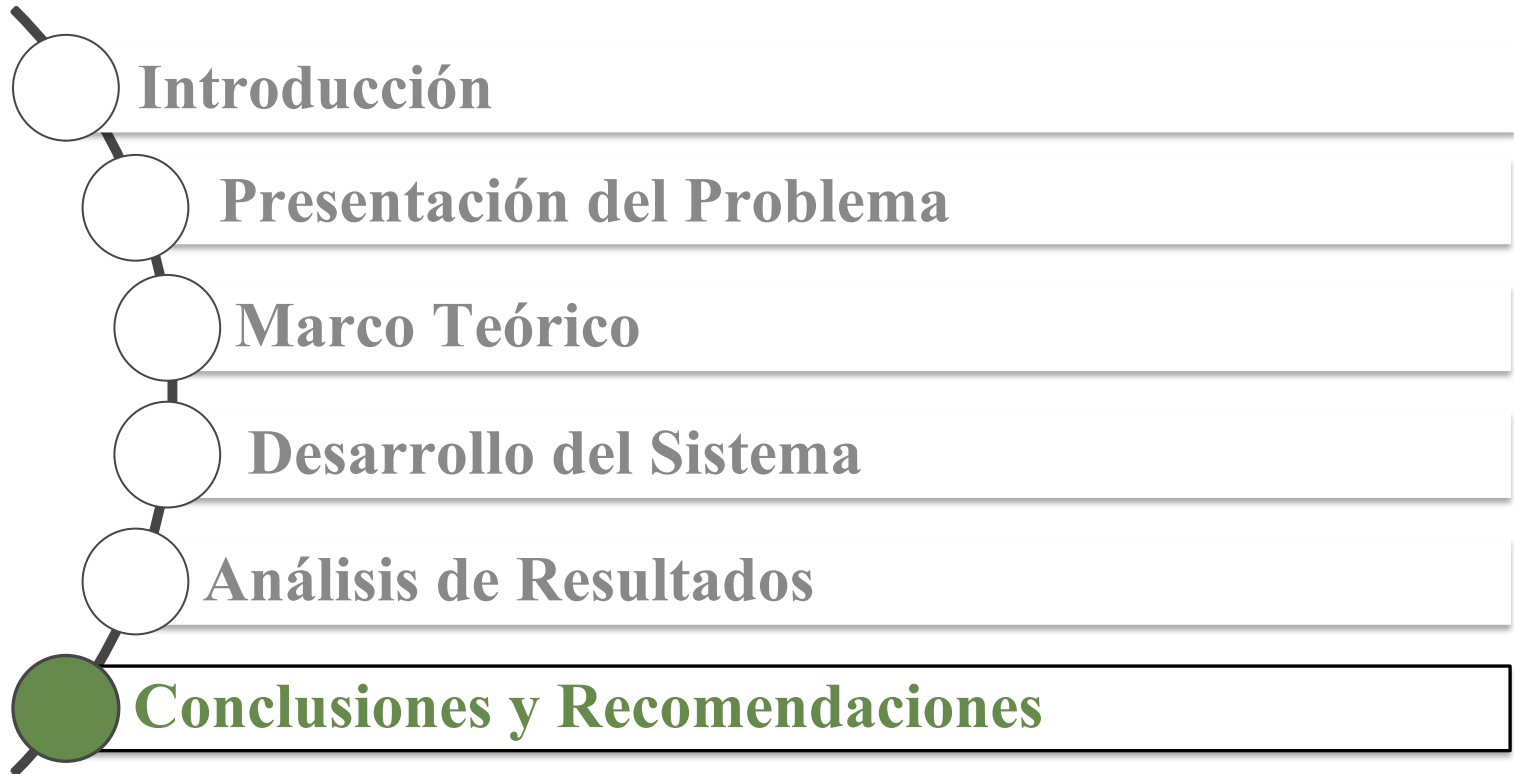 Introducción
Presentación del Problema
Marco Teórico
Desarrollo del Sistema
Análisis de Resultados
Conclusiones y Recomendaciones